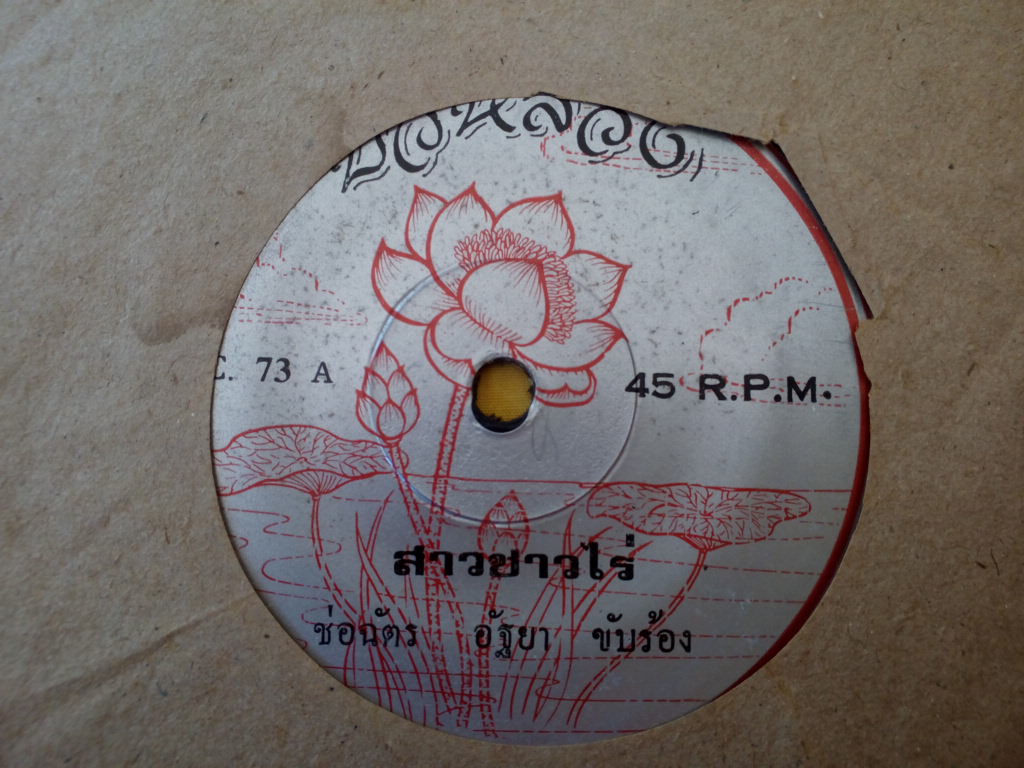 C. 73 A
45 R.P.M.
สาวชาวไร่
ช่อฉัตร อัฐยา ขับร้อง